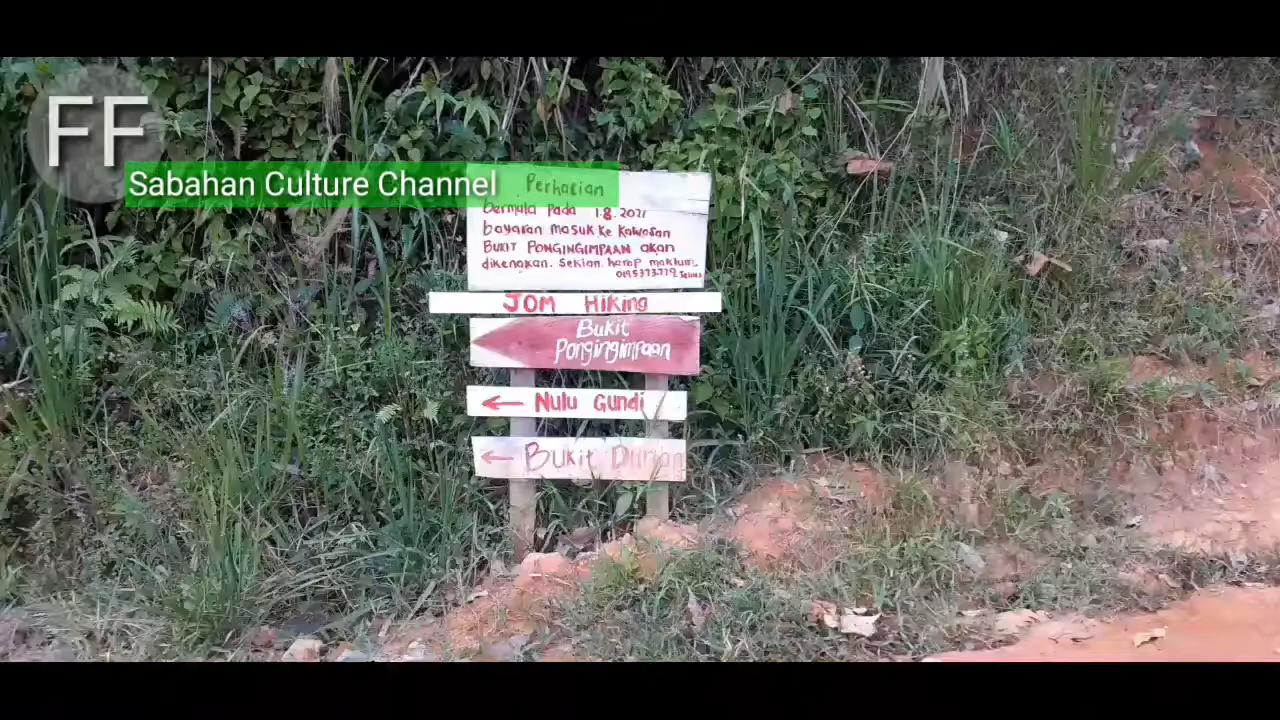 FF
Sabahan Culture Channel
Perhatian
bermula pada 1.8.2021
bayaran masuk ke kawasan
BUKIT PONGINGIMPAAN akan
dikenakan. Sekian. harap maklum.
JOM HiKing
Bukit
Pongingimpaan
← Nulu Gundi
← Bukit Durian